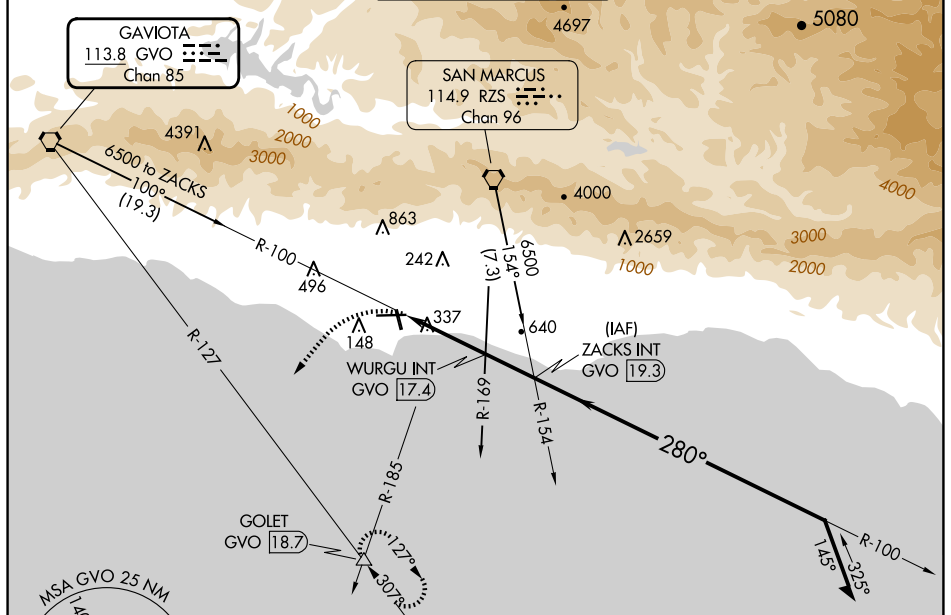 4697
5080
GAVIOTA
113.8 GVO
Chan 85
SAN MARCUS
114.9 RZS
Chan 96
1000
2000
3000
4391
6500 to ZACKS
100°
(19.3)
4000
4000
863
2659
3000
2000
1000
242
6500
154°
(7.3)
R-100
496
337
148
640
(IAF)
ZACKS INT
GVO 19.3
WURGU INT
GVO 17.4
R-127
R-169
R-154
280°
R-185
GOLET
GVO 18.7
127°
307°
R-100
145°
325°
MSA GVO 25 NM